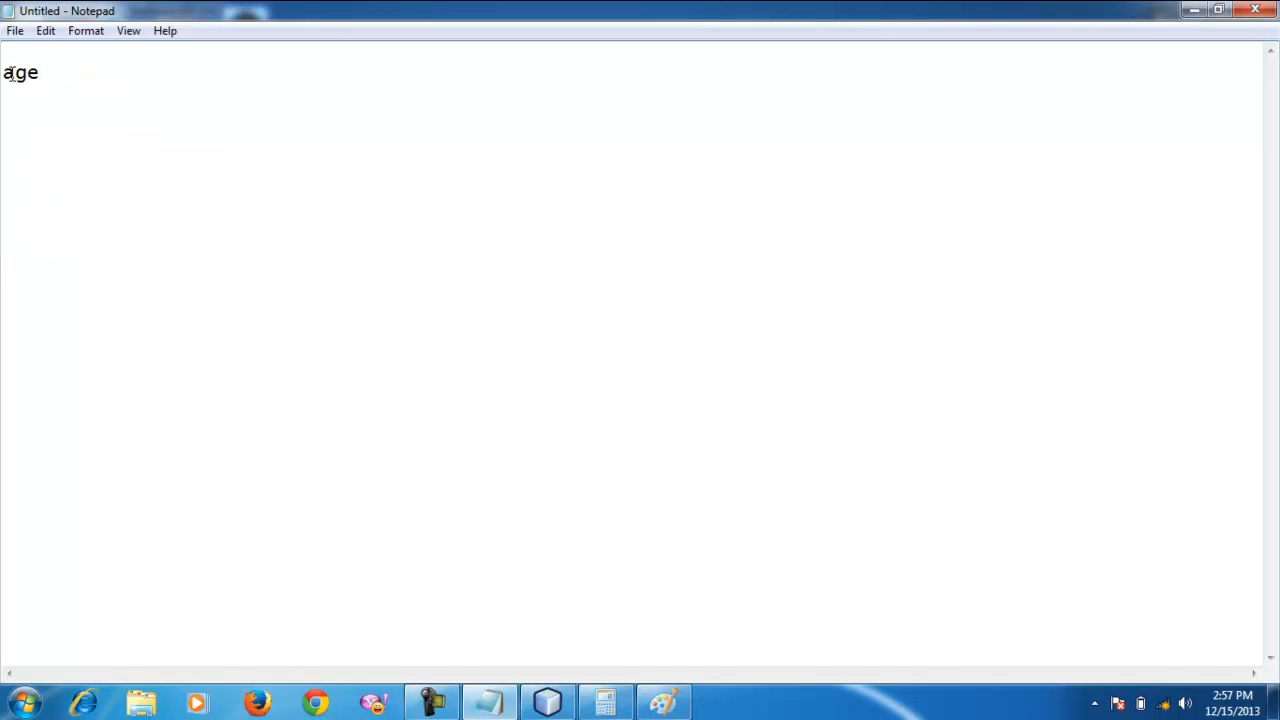 Untitled - Notepad
File Edit Format View Help
age
2:57 PM
12/15/2013